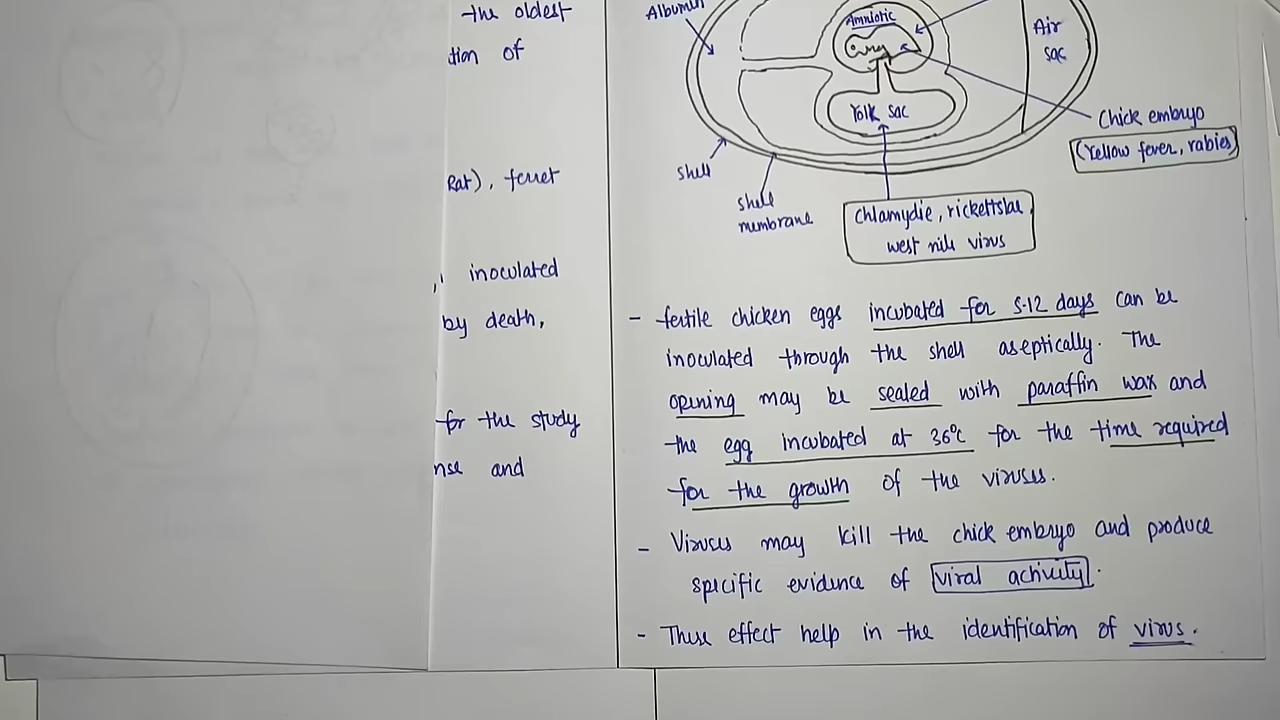 the oldest
tion of
Rat), ferret
, inoculated
by death,
for the study
nse and
Albumin
Amniotic
Air
sac
Yolk sac
Chick embryo
(Yellow fever, rabies)
shell
shell
membrane
Chlamydie, rickettsiae
west nile virus
- fertile chicken eggs incubated for 5-12 days can be
inoculated through the shell aseptically. The
opening may be sealed with paraffin wax and
the egg incubated at 36°C for the time required
for the growth of the viruses.
- Viruses may kill the chick embryo and produce
specific evidence of viral activity.
- These effect help in the identification of virus.